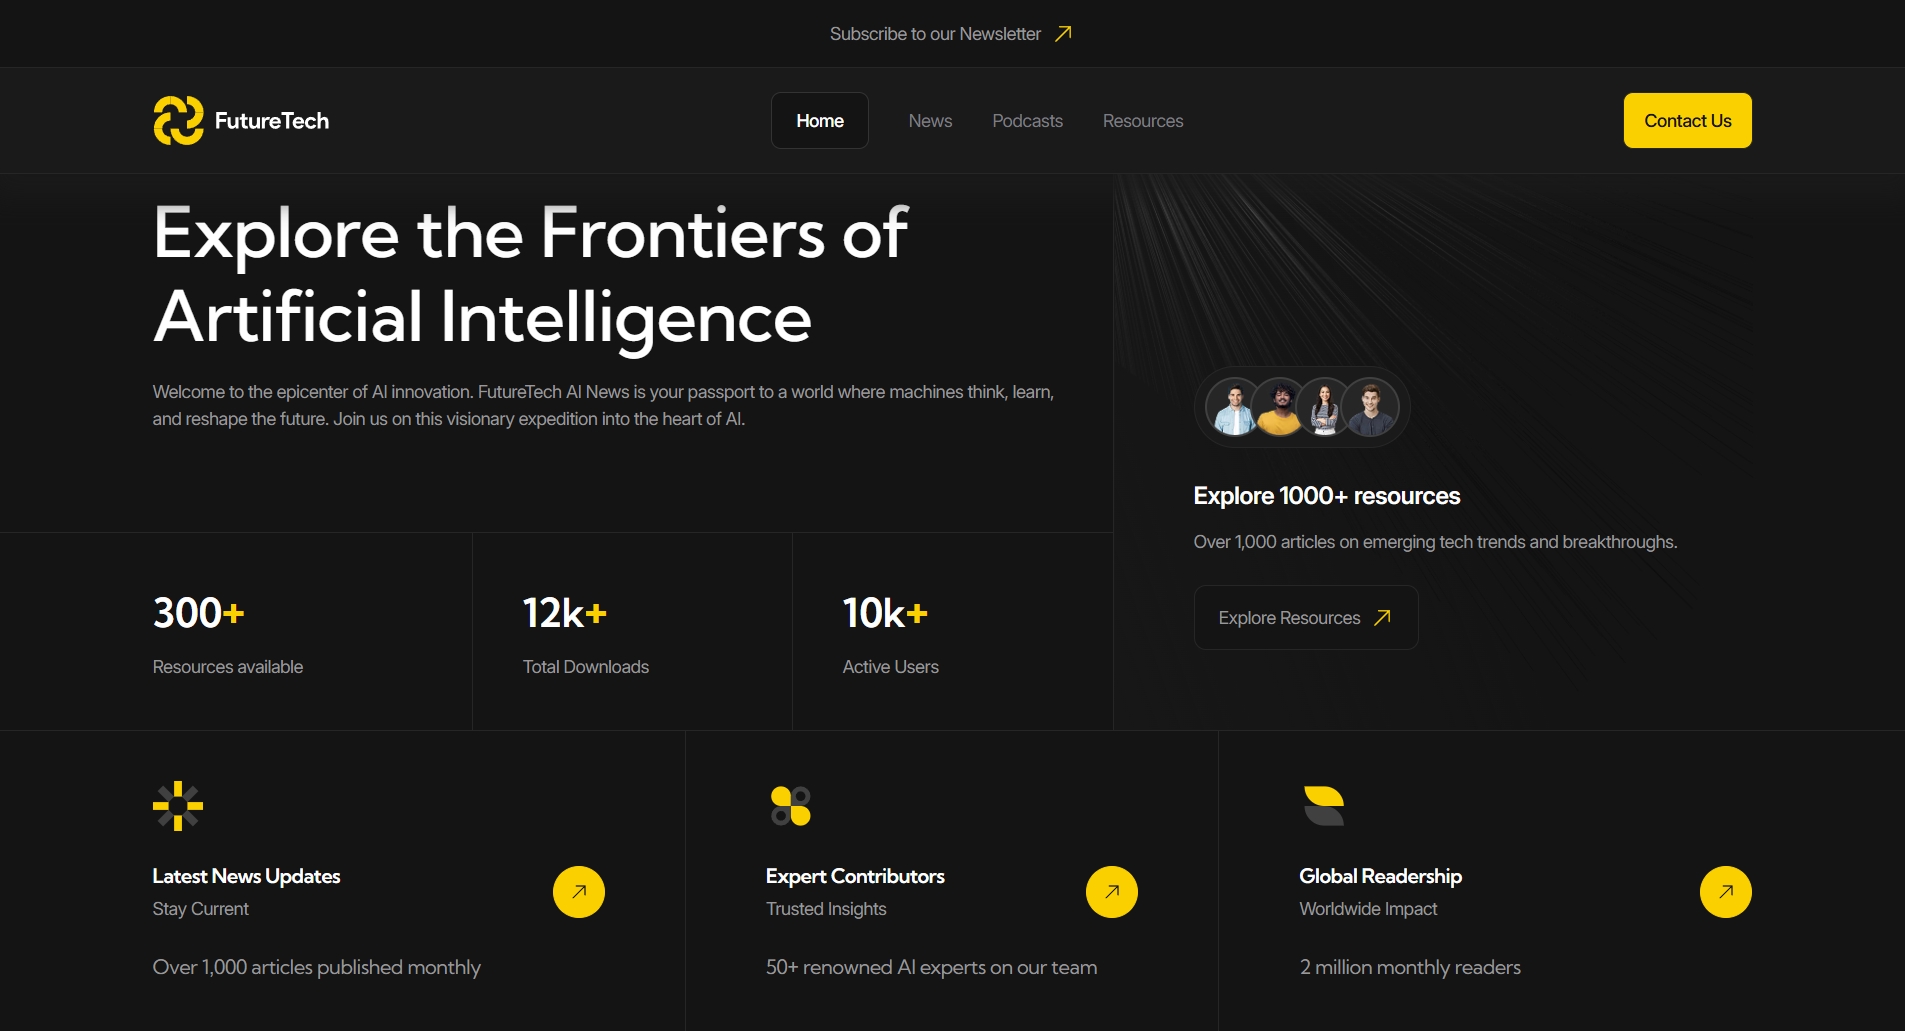 Subscribe to our Newsletter
FutureTech
Home
News
Podcasts
Resources
Contact Us
Explore the Frontiers of
Artificial Intelligence
Welcome to the epicenter of AI innovation. FutureTech AI News is your passport to a world where machines think, learn,
and reshape the future. Join us on this visionary expedition into the heart of AI.
300+
Resources available
12k+
Total Downloads
10k+
Active Users
Explore 1000+ resources
Over 1,000 articles on emerging tech trends and breakthroughs.
Explore Resources
Latest News Updates
Stay Current
Over 1,000 articles published monthly
Expert Contributors
Trusted Insights
50+ renowned AI experts on our team
Global Readership
Worldwide Impact
2 million monthly readers